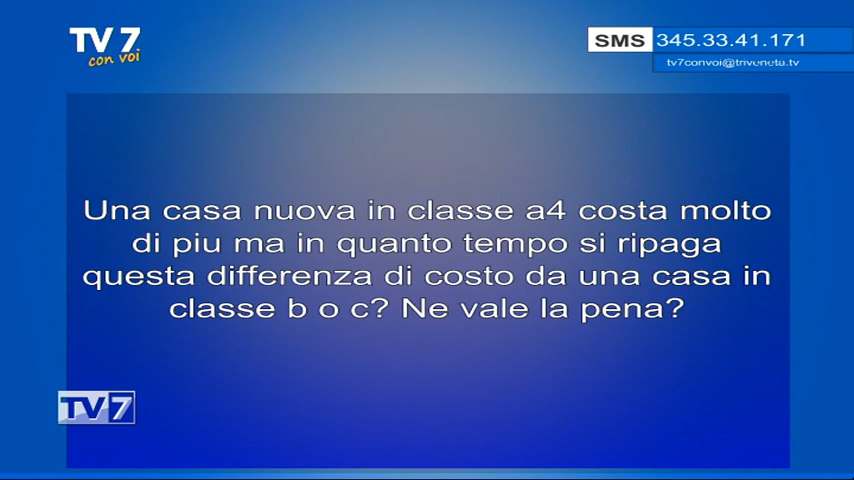 TV 7
con voi
SMS 345.33.41.171
tv7convoi@triveneta.tv
Una casa nuova in classe a4 costa molto
di piu ma in quanto tempo si ripaga
questa differenza di costo da una casa in
classe b o c? Ne vale la pena?
TV7